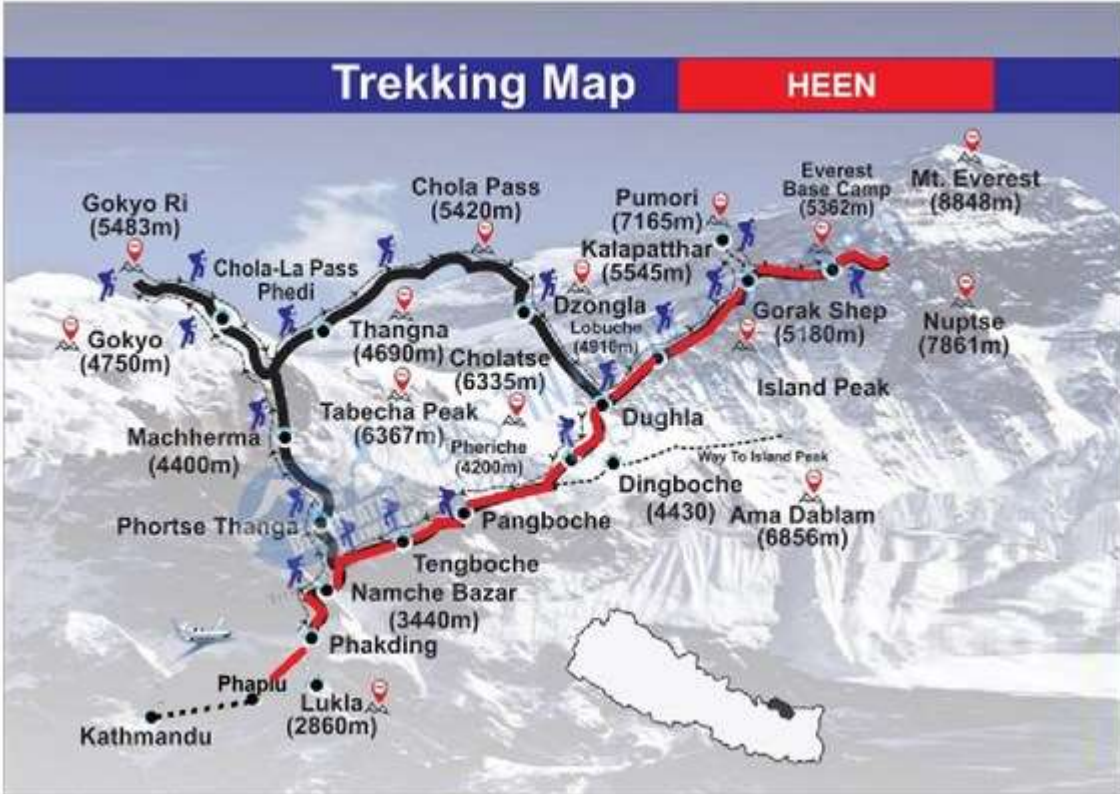 Trekking Map
HEEN
Mt. Everest
(8848m)
Everest
Base Camp
(5362m)
Pumori
(7165m)
Chola Pass
(5420m)
Gokyo Ri
(5483m)
Kalapatthar
(5545m)
Chola-La Pass
Phedi
Dzongla
Lobuche
(4910m)
Gorak Shep
(5180m)
Nuptse
(7861m)
Gokyo
(4750m)
Thangna
(4690m)
Cholatse
(6335m)
Island Peak
Tabecha Peak
(6367m)
Dughla
Machherma
(4400m)
Pheriche
(4200m)
Way To Island Peak
Dingboche
(4430)
Ama Dablam
(6856m)
Phortse Thanga
Pangboche
Tengboche
Namche Bazar
(3440m)
Phakding
Phaplu
Lukla
(2860m)
Kathmandu